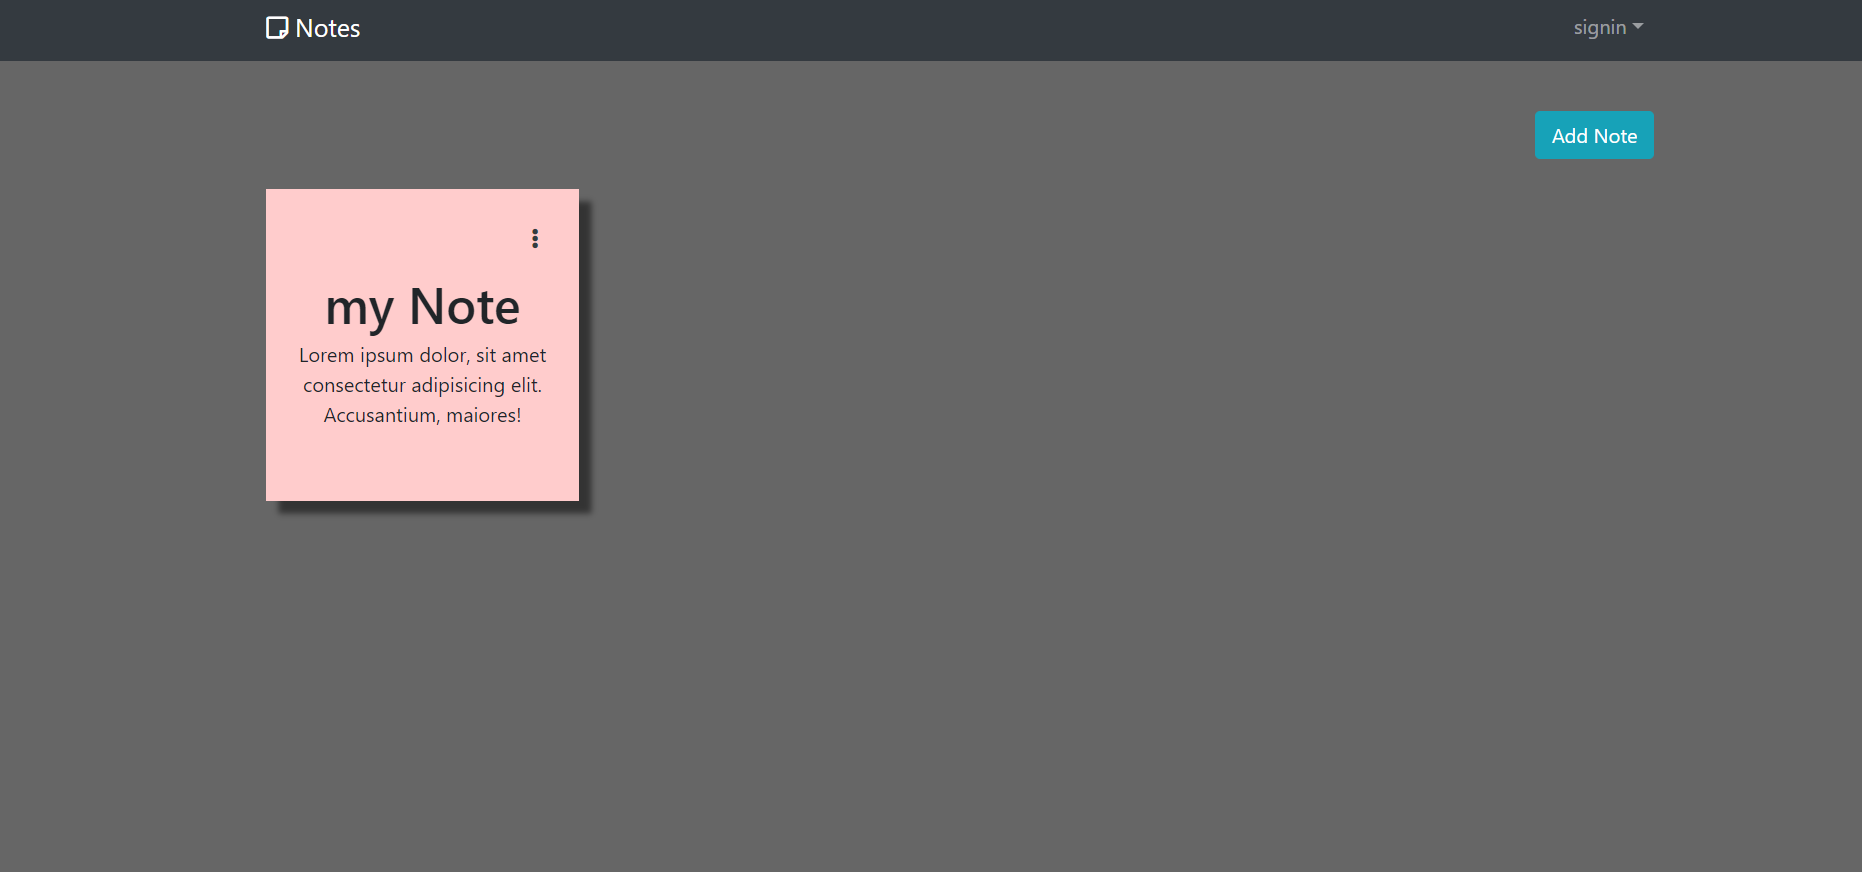 Notes
signin
Add Note
my Note
Lorem ipsum dolor, sit amet
consectetur adipisicing elit.
Accusantium, maiores!